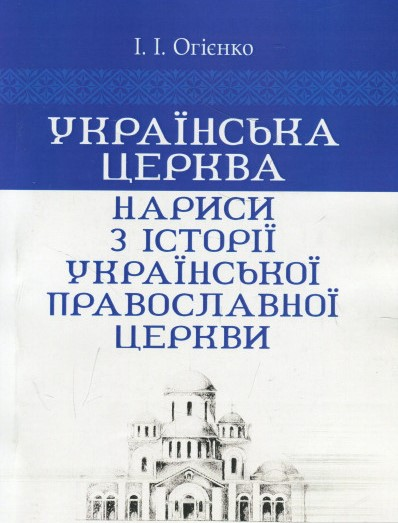 І. І. Огієнко
УКРАЇНСЬКА
ЦЕРКВА
НАРИСИ
З ІСТОРІЇ
УКРАЇНСЬКОЇ
ПРАВОСЛАВНОЇ
ЦЕРКВИ